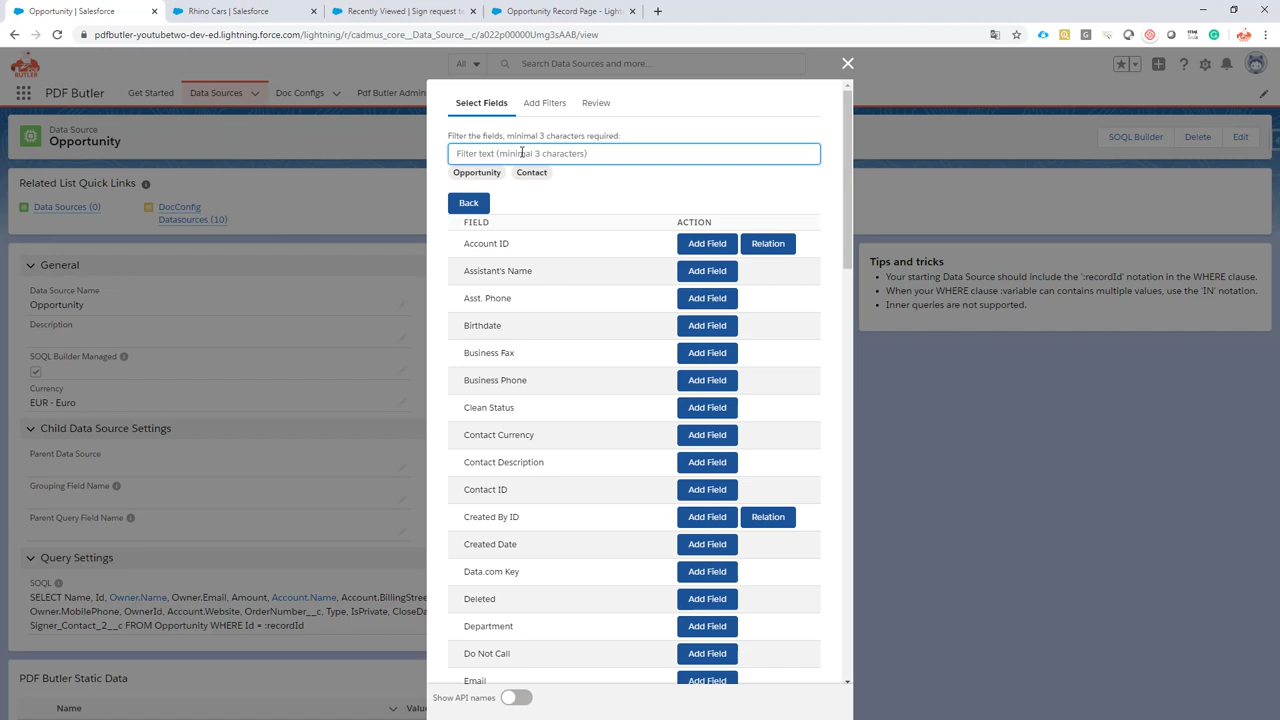 Opportunity | Salesforce
Rhino Cars | Salesforce
Recently Viewed | Sign request te
Opportunity Record Page - Lightn
pdfbutler-youtubetwo-dev-ed.lightning.force.com/lightning/r/cadmus_core__Data_Source__c/a022p00000Umg3sAAB/view
BUTLER
All
Search Data Sources and more...
PDF Butler
Get Started
Data Sources
Doc Configs
Pdf Butler Admin
Data Source
Opportunity
SOQL Builder
Delete
Edit
Related List Quick Links
Data Sources (0)
DocConfig
Datasources (10)
General
Data Source Name
Opportunity
Description
SOQL Builder Managed
Currency
EUR - Euro
Child Data Source Settings
Parent Data Source
Grouping Field Name
Parent Query Field Name
Query Settings
SOQL
SELECT Name, Id, Owner.Name, Owner.Email, Amount, Account.Name, Account.BillingStree
Owner.MobilePhone, OwnerId, Account.Website, OrderNumber__c, Type, IsPrivate, CloseDa
Signer_Contact_2__c FROM Opportunity WHERE Id = :recordId
PDF Butler Static Data
Name
Value
Select Fields
Add Filters
Review
Filter the fields, minimal 3 characters required:
Filter text (minimal 3 characters)
Opportunity
Contact
Back
FIELD ACTION
Account ID Add Field Relation
Assistant's Name Add Field
Asst. Phone Add Field
Birthdate Add Field
Business Fax Add Field
Business Phone Add Field
Clean Status Add Field
Contact Currency Add Field
Contact Description Add Field
Contact ID Add Field
Created By ID Add Field Relation
Created Date Add Field
Data.com Key Add Field
Deleted Add Field
Department Add Field
Do Not Call Add Field
Email Add Field
Show API names
Tips and tricks
Your starting Data Source should include the ':recordId' notation in the WHERE clause.
When your WHERE clause :variable can contains multiple values, use the 'IN' notation.
Inner queries are not supported.